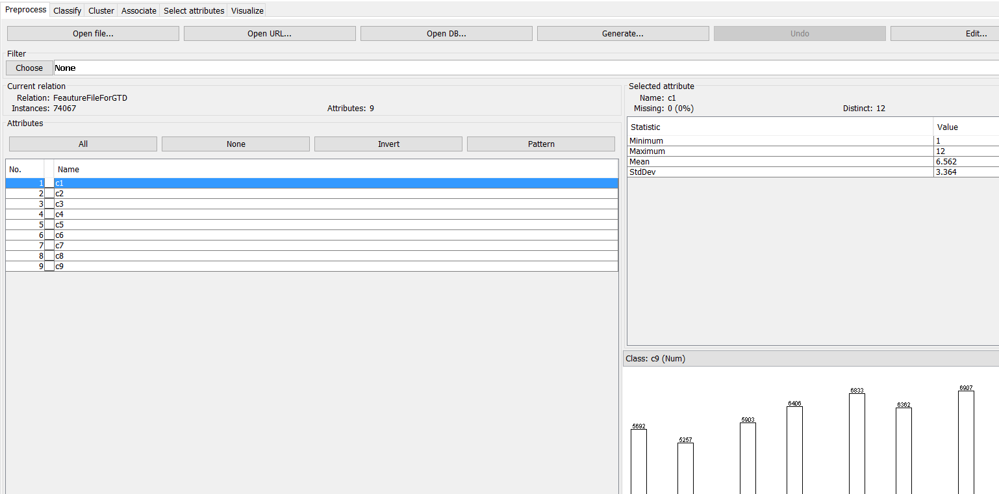 Preprocess Classify Cluster Associate Select attributes Visualize
Open file... Open URL... Open DB... Generate... Undo Edit...
Filter
Choose None
Current relation
Relation: FeautureFileForGTD
Instances: 74067 Attributes: 9
Attributes
All None Invert Pattern
No. Name
1 c1
2 c2
3 c3
4 c4
5 c5
6 c6
7 c7
8 c8
9 c9
Selected attribute
Name: c1
Missing: 0 (0%) Distinct: 12
Statistic Value
Minimum 1
Maximum 12
Mean 6.562
StdDev 3.364
Class: c9 (Num)
5692 5257 5903 6406 6833 6362 6907